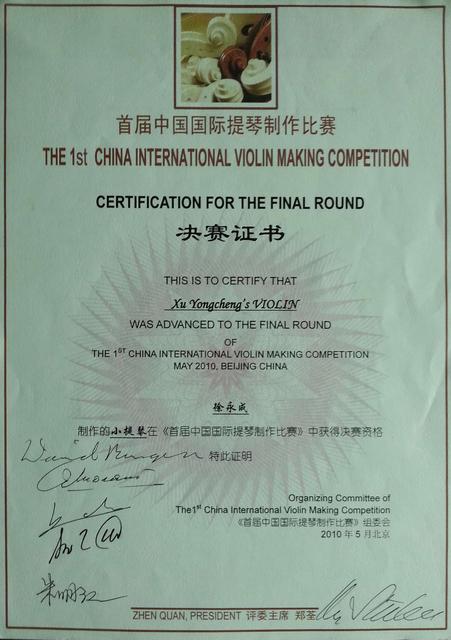 首届中国国际提琴制作比赛
THE 1st CHINA INTERNATIONAL VIOLIN MAKING COMPETITION
CERTIFICATION FOR THE FINAL ROUND
决赛证书
THIS IS TO CERTIFY THAT
Xu Yongcheng's VIOLIN
WAS ADVANCED TO THE FINAL ROUND
OF
THE 1ST CHINA INTERNATIONAL VIOLIN MAKING COMPETITION
MAY 2010, BEIJING CHINA
徐永成
制作的小提琴在《首届中国国际提琴制作比赛》中获得决赛资格
特此证明
Organizing Committee of
The1st China International Violin Making Competition
《首届中国国际提琴制作比赛》组委会
2010 年 5 月北京
ZHEN QUAN, PRESIDENT 评委主席 郑荃